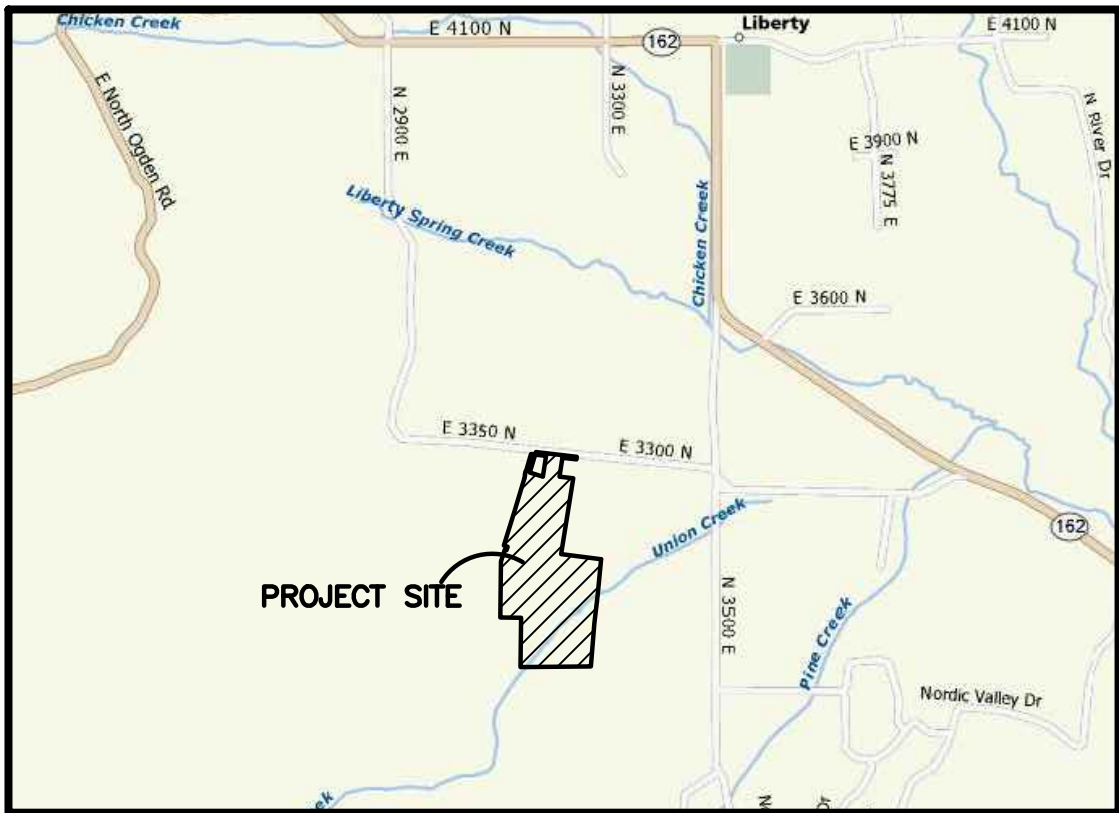 Chicken Creek
E 4100 N
162
Liberty
E 4100 N
E North Ogden Rd
N 2900 E
N 3300 E
E 3900 N
N 3775 E
N River Dr
Liberty Spring Creek
Chicken Creek
E 3600 N
E 3350 N
E 3300 N
Union Creek
162
PROJECT SITE
N 3500 E
Pine Creek
Nordic Valley Dr